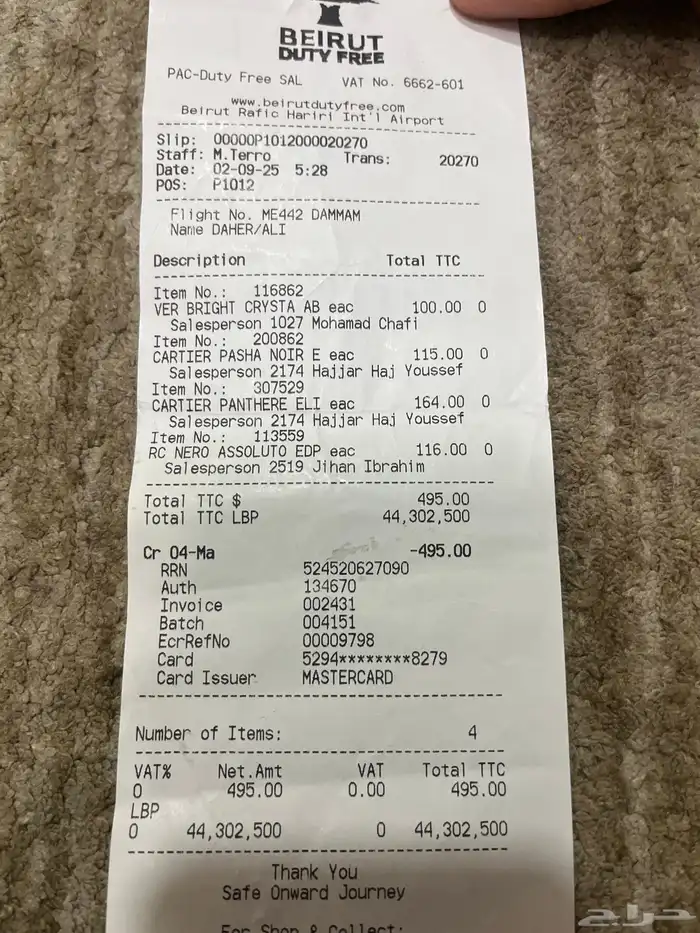 BEIRUT
DUTY FREE
PAC-Duty Free SAL VAT No. 6662-601
www.beirutdutyfree.com
Beirut Rafic Hariri Int'l Airport
Slip: 00000P1012000020270
Staff: M.Terro Trans: 20270
Date: 02-09-25 5:28
POS: P1012
Flight No. ME442 DAMMAM
Name DAHER/ALI
Description Total TTC
Item No.: 116862
VER BRIGHT CRYSTA AB eac 100.00 0
Salesperson 1027 Mohamad Chafi
Item No.: 200862
CARTIER PASHA NOIR E eac 115.00 0
Salesperson 2174 Hajjar Haj Youssef
Item No.: 307529
CARTIER PANTHERE ELI eac 164.00 0
Salesperson 2174 Hajjar Haj Youssef
Item No.: 113559
RC NERO ASSOLUTO EDP eac 116.00 0
Salesperson 2519 Jihan Ibrahim
Total TTC $ 495.00
Total TTC LBP 44,302,500
Cr 04-Ma -495.00
RRN 524520627090
Auth 134670
Invoice 002431
Batch 004151
EcrRefNo 00009798
Card 5294********8279
Card Issuer MASTERCARD
Number of Items: 4
VAT% Net.Amt VAT Total TTC
0 495.00 0.00 495.00
LBP
0 44,302,500 0 44,302,500
Thank You
Safe Onward Journey
For Shop & Collect:
حراج